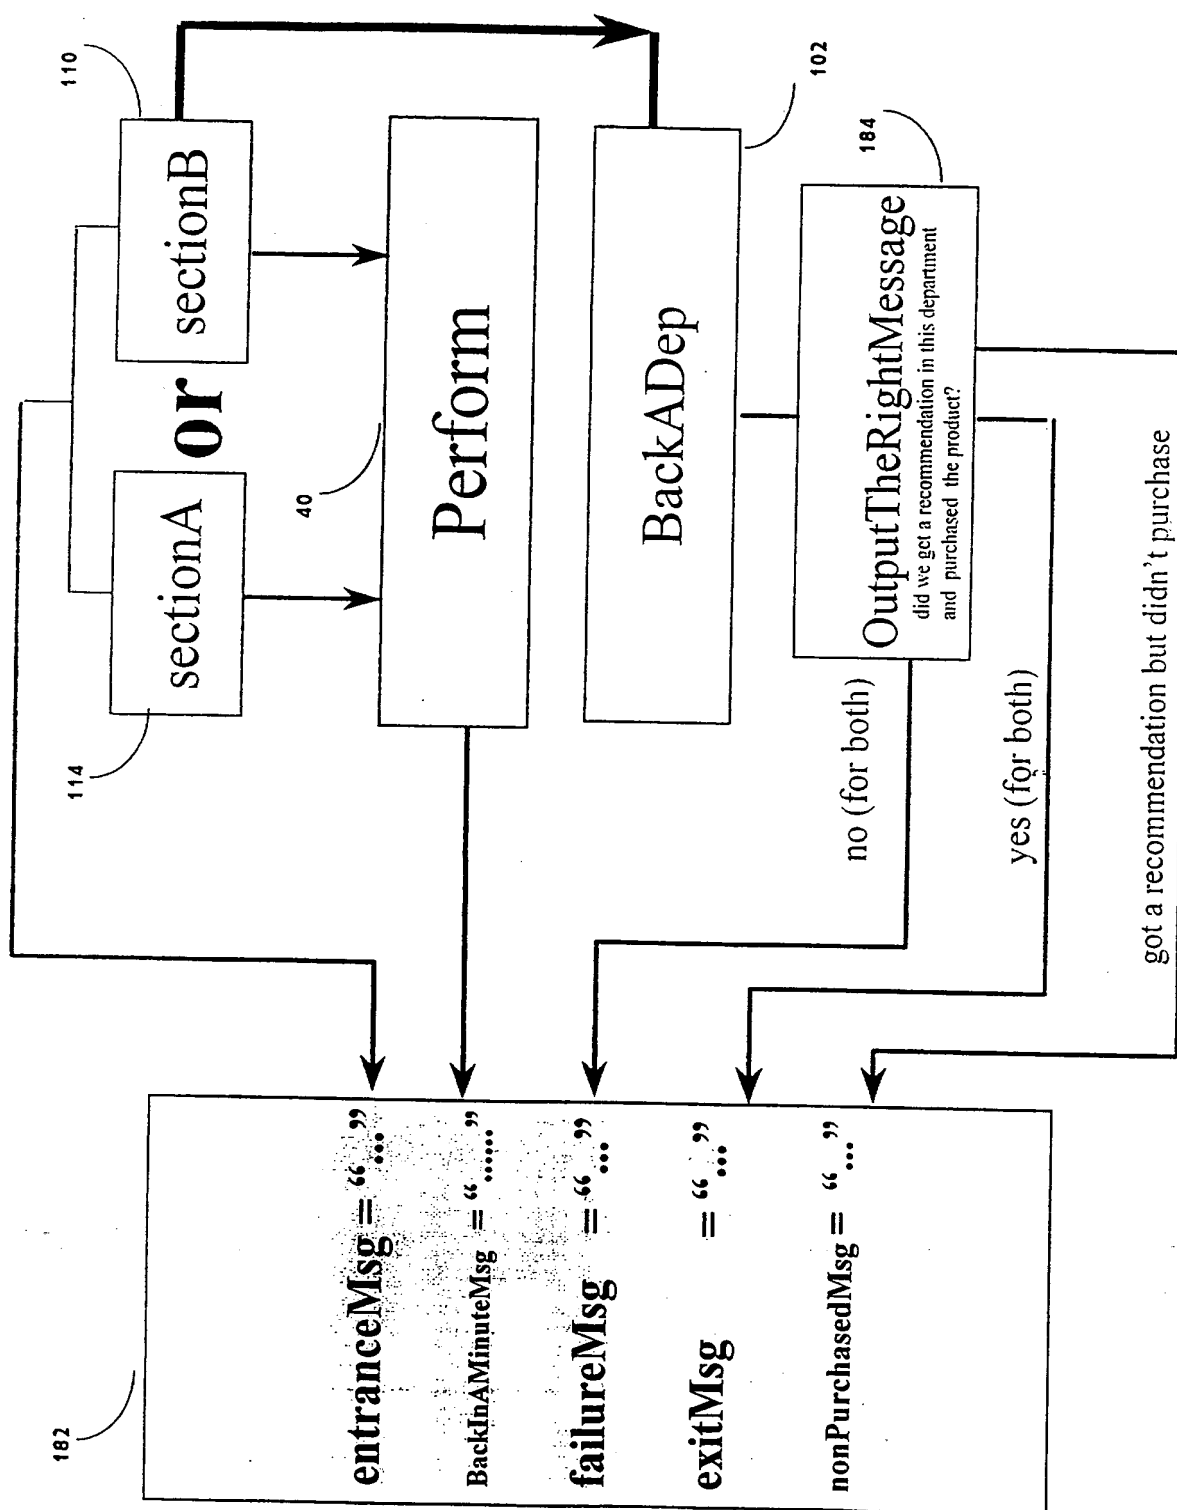 182
entranceMsg = “...”
BackInAMinuteMsg = “......”
failureMsg = “...”
exitMsg = “...”
nonPurchasedMsg = “...”
114
sectionA
or
sectionB
110
40
Perform
BackADep
102
184
OutputTheRightMessage
did we get a recommendation in this department
and purchased the product?
no (for both)
yes (for both)
got a recommendation but didn't purchase